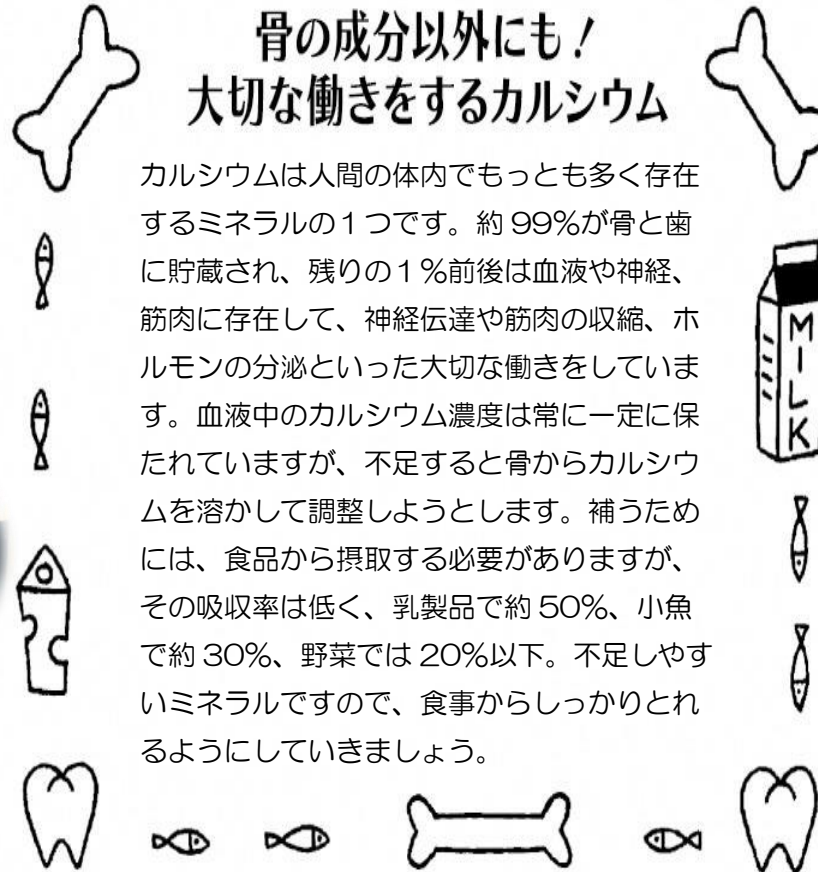 骨の成分以外にも！
大切な働きをするカルシウム
カルシウムは人間の体内でもっとも多く存在
するミネラルの１つです。約 99%が骨と歯
に貯蔵され、残りの１%前後は血液や神経、
筋肉に存在して、神経伝達や筋肉の収縮、ホ
ルモンの分泌といった大切な働きをしていま
す。血液中のカルシウム濃度は常に一定に保
たれていますが、不足すると骨からカルシウ
ムを溶かして調整しようとします。補うため
には、食品から摂取する必要がありますが、
その吸収率は低く、乳製品で約 50%、小魚
で約 30%、野菜では 20%以下。不足しやす
いミネラルですので、食事からしっかりとれ
るようにしていきましょう。
MILK